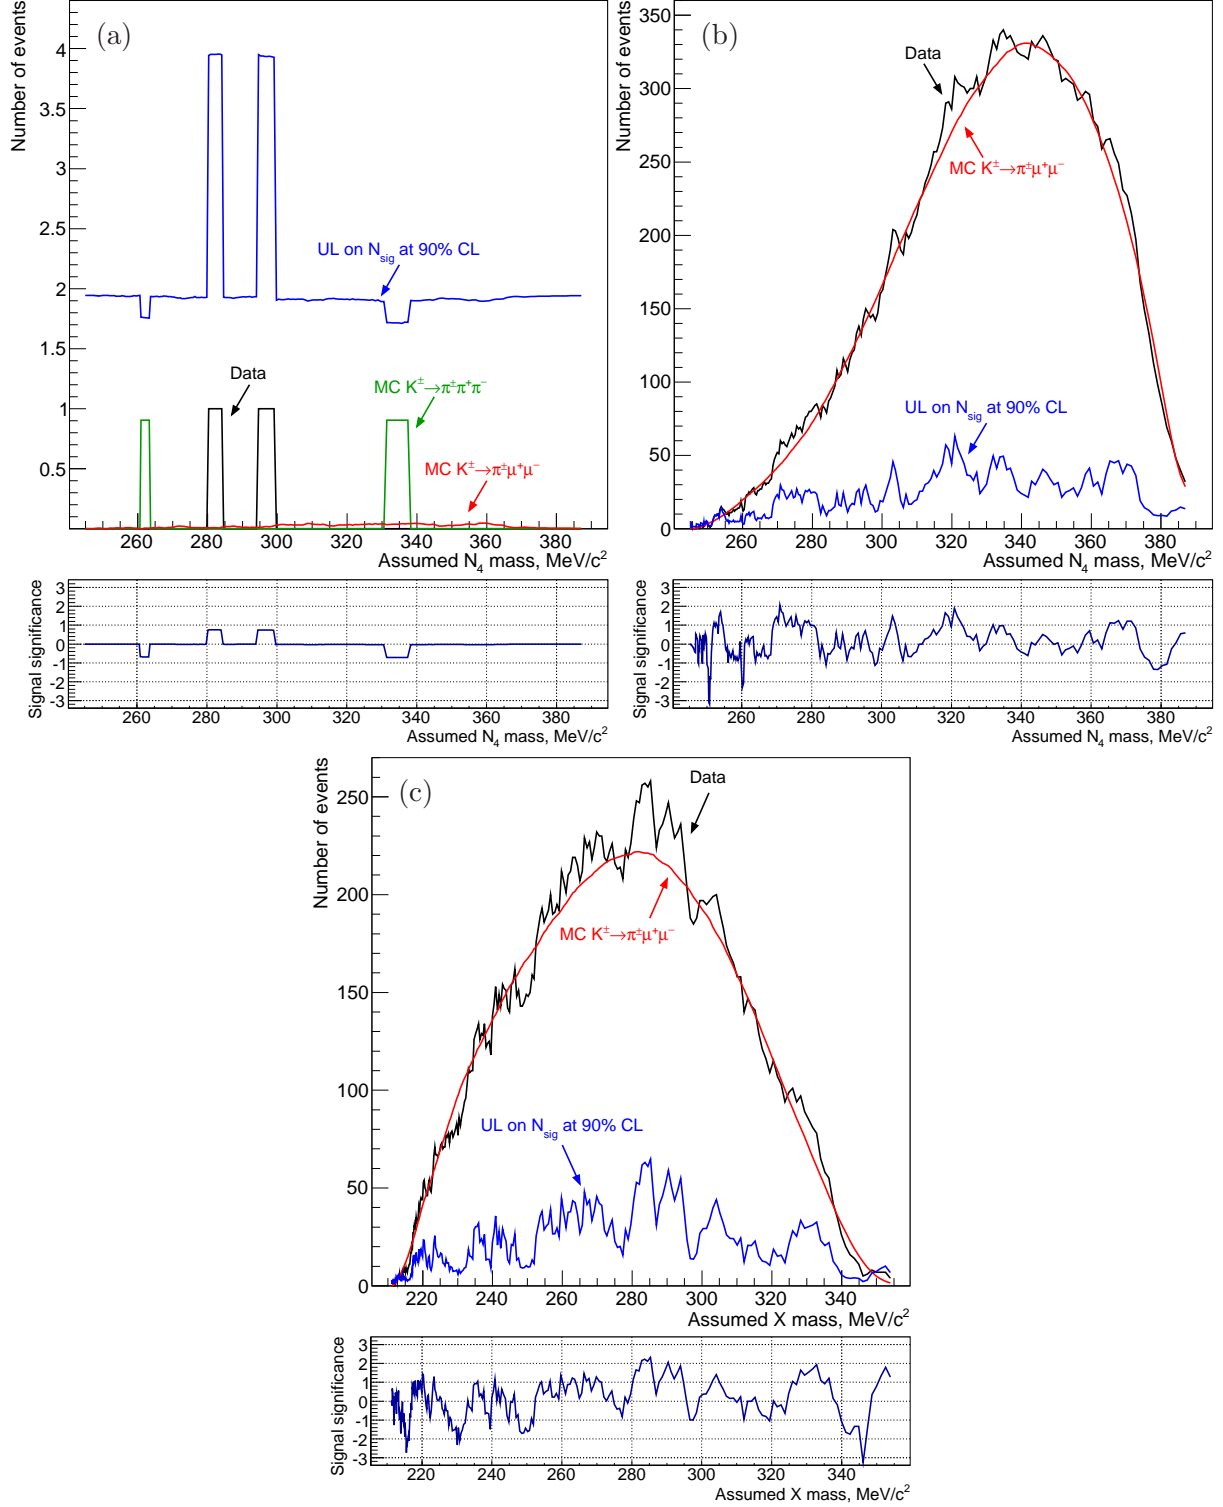 (a)
Number of events
4
3.5
3
2.5
2
1.5
1
0.5
UL on N_sig at 90% CL
Data
MC K±→π±π+π−
MC K±→π±μ+μ−
260 280 300 320 340 360 380
Assumed N4 mass, MeV/c2
Signal significance
3
2
1
0
-1
-2
-3
260 280 300 320 340 360 380
Assumed N4 mass, MeV/c2
(b)
Number of events
350
300
250
200
150
100
50
0
Data
MC K±→π±μ+μ−
UL on N_sig at 90% CL
260 280 300 320 340 360 380
Assumed N4 mass, MeV/c2
Signal significance
3
2
1
0
-1
-2
-3
260 280 300 320 340 360 380
Assumed N4 mass, MeV/c2
(c)
Number of events
250
200
150
100
50
0
Data
MC K±→π±μ+μ−
UL on N_sig at 90% CL
220 240 260 280 300 320 340
Assumed X mass, MeV/c2
Signal significance
3
2
1
0
-1
-2
-3
220 240 260 280 300 320 340
Assumed X mass, MeV/c2